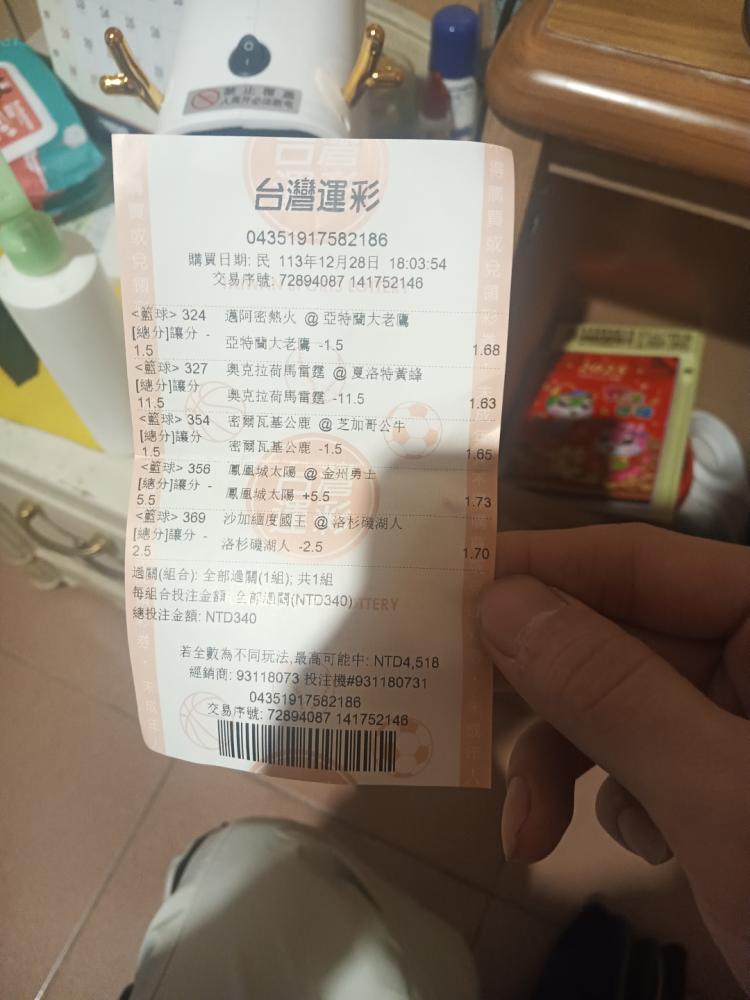 禁止覆蓋
人離開必須斷电
台灣運彩
04351917582186
購買日期: 民 113年12月28日 18:03:54
交易序號: 72894087 141752146
<籃球> 324 邁阿密熱火 @ 亞特蘭大老鷹
[總分]讓分 - 亞特蘭大老鷹 -1.5 1.68
1.5
<籃球> 327 奧克拉荷馬雷霆 @ 夏洛特黃蜂
[總分]讓分 奧克拉荷馬雷霆 -11.5 1.63
11.5
<籃球> 354 密爾瓦基公鹿 @ 芝加哥公牛
[總分]讓分 密爾瓦基公鹿 -1.5 1.65
1.5
<籃球> 356 鳳凰城太陽 @ 金州勇士
[總分]讓分 - 鳳凰城太陽 +5.5 1.73
5.5
<籃球> 369 沙加緬度國王 @ 洛杉磯湖人
[總分]讓分 - 洛杉磯湖人 -2.5 1.70
2.5
過關(組合): 全部過關(1組); 共1組
每組合投注金額: 全部過關(NTD340)
總投注金額: NTD340
若全數為不同玩法,最高可能中: NTD4,518
經銷商: 93118073 投注機#931180731
04351917582186
交易序號: 72894087 141752146
2023